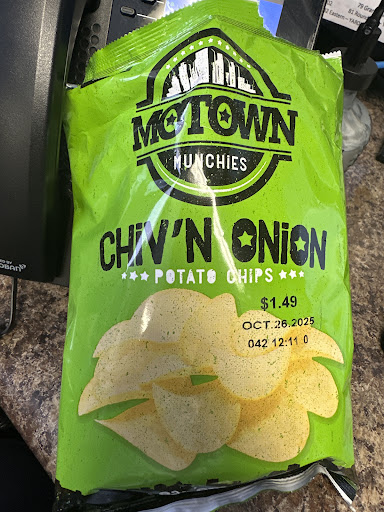 MOTOWN
MUNCHIES
CHiV'N ONiON
POTATO CHIPS
$1.49
OCT.26.2025
042 12:11 0